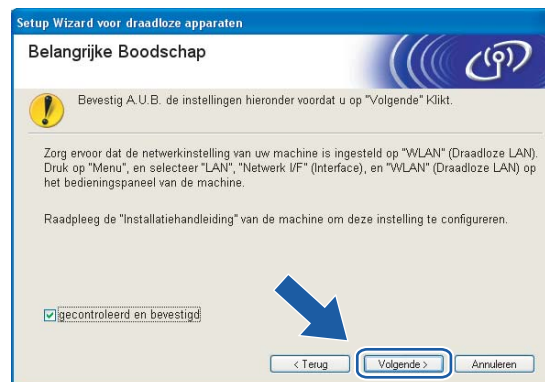 Setup Wizard voor draadloze apparaten
Belangrijke Boodschap
Bevestig A.U.B. de instellingen hieronder voordat u op "Volgende" Klikt.
Zorg ervoor dat de netwerkinstelling van uw machine is ingesteld op "WLAN" (Draadloze LAN).
Druk op "Menu", en selecteer "LAN", "Netwerk I/F" (Interface), en "WLAN" (Draadloze LAN) op
het bedieningspaneel van de machine.
Raadpleeg de "Installatiehandleiding" van de machine om deze instelling te configureren.
gecontroleerd en bevestigd
< Terug
Volgende >
Annuleren